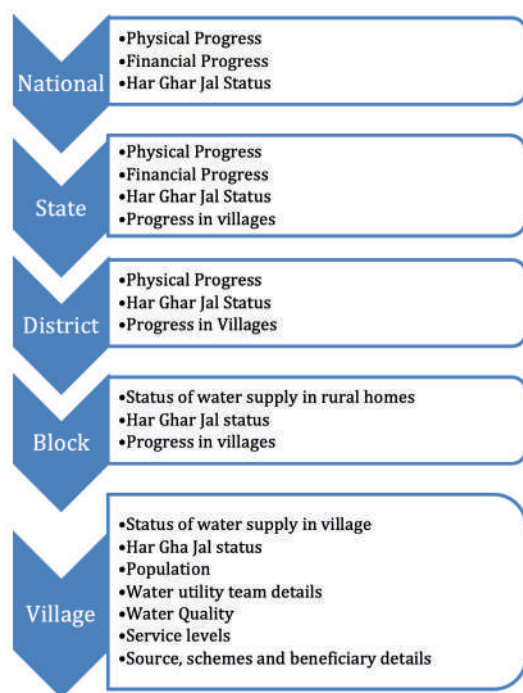 National
•Physical Progress
•Financial Progress
•Har Ghar Jal Status
State
•Physical Progress
•Financial Progress
•Har Ghar Jal Status
•Progress in villages
District
•Physical Progress
•Har Ghar Jal Status
•Progress in Villages
Block
•Status of water supply in rural homes
•Har Ghar Jal status
•Progress in villages
Village
•Status of water supply in village
•Har Gha Jal status
•Population
•Water utility team details
•Water Quality
•Service levels
•Source, schemes and beneficiary details